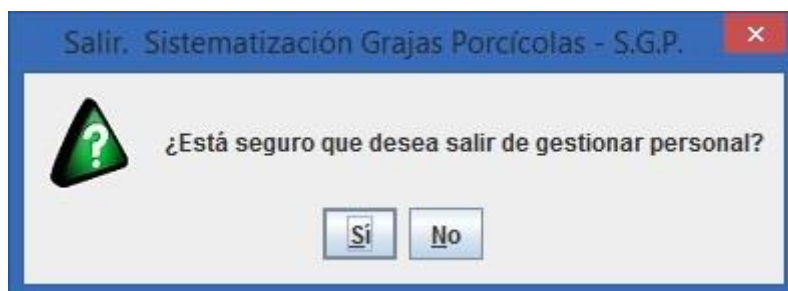 Salir. Sistematización Grajas Porcícolas - S.G.P.
¿Está seguro que desea salir de gestionar personal?
Sí No